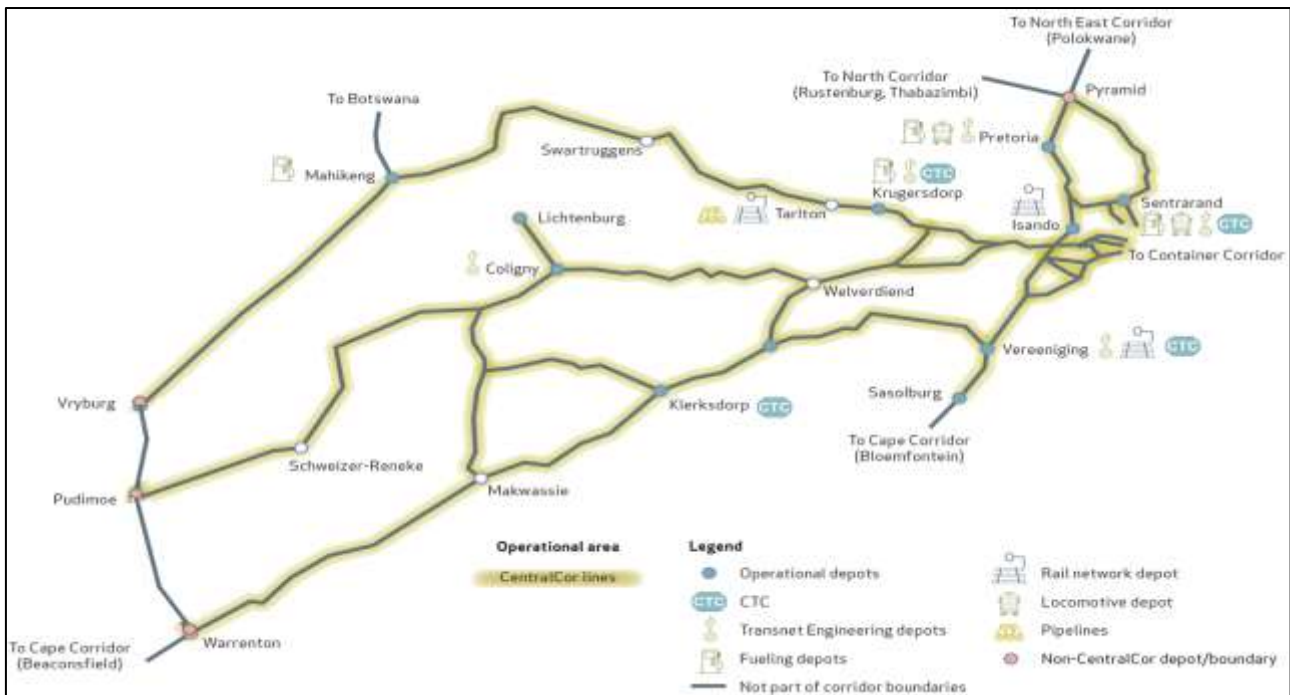 To North East Corridor
(Polokwane)
To North Corridor
(Rustenburg, Thabazimbi)
Pyramid
To Botswana
Pretoria
Swartruggens
CTC
Mahikeng
Krugersdorp
Sentrarand
Lichtenburg
Tarlton
Isando
CTC
To Container Corridor
Coligny
Welverdiend
Vereeniging
CTC
Sasolburg
Vryburg
Klerksdorp
CTC
To Cape Corridor
(Bloemfontein)
Schweizer-Reneke
Pudimoe
Makwassie
Operational area
CentralCor lines
Legend
Operational depots
CTC
CTC
Transnet Engineering depots
Fueling depots
Not part of corridor boundaries
Rail network depot
Locomotive depot
Pipelines
Non-CentralCor depot/boundary
Warrenton
To Cape Corridor
(Beaconsfield)